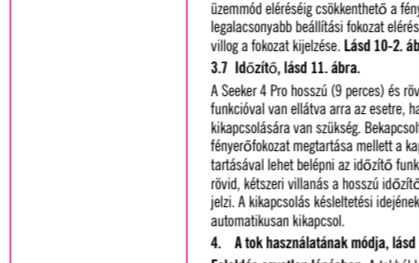 üzemmód eléréséig csökkenthető a fény
legalacsonyabb beállítási fokozat elérés
villog a fokozat kijelzése. Lásd 10-2. áb
3.7 Időzítő, lásd 11. ábra.
A Seeker 4 Pro hosszú (9 perces) és röv
funkcióval van ellátva arra az esetre, ha
kikapcsolására van szükség. Bekapcsol
fényerőfokozat megtartása mellett a ka
tartásával lehet belépni az időzítő funk
rövid, kétszeri villanás a hosszú időzítő
jelzi. A kikapcsolás késleltetési idejének
automatikusan kikapcsol.
4. A tok használatának módja, lásd